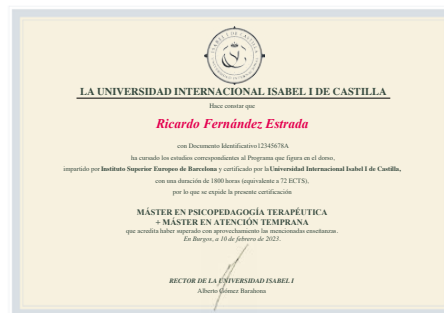 ISABEL I DE CASTILLA
LA UNIVERSIDAD INTERNACIONAL ISABEL I DE CASTILLA
Hace constar que
Ricardo Fernández Estrada
con Documento Identificativo12345678A
ha cursado los estudios correspondientes al Programa que figura en el dorso,
impartido por Instituto Superior Europeo de Barcelona y certificado por la Universidad Internacional Isabel I de Castilla,
con una duración de 1800 horas (equivalente a 72 ECTS),
por lo que se expide la presente certificación
MÁSTER EN PSICOPEDAGOGÍA TERAPÉUTICA
+ MÁSTER EN ATENCIÓN TEMPRANA
que acredita haber superado con aprovechamiento las mencionadas enseñanzas.
En Burgos, a 10 de febrero de 2023.
RECTOR DE LA UNIVERSIDAD ISABEL I
Alberto Gómez Barahona